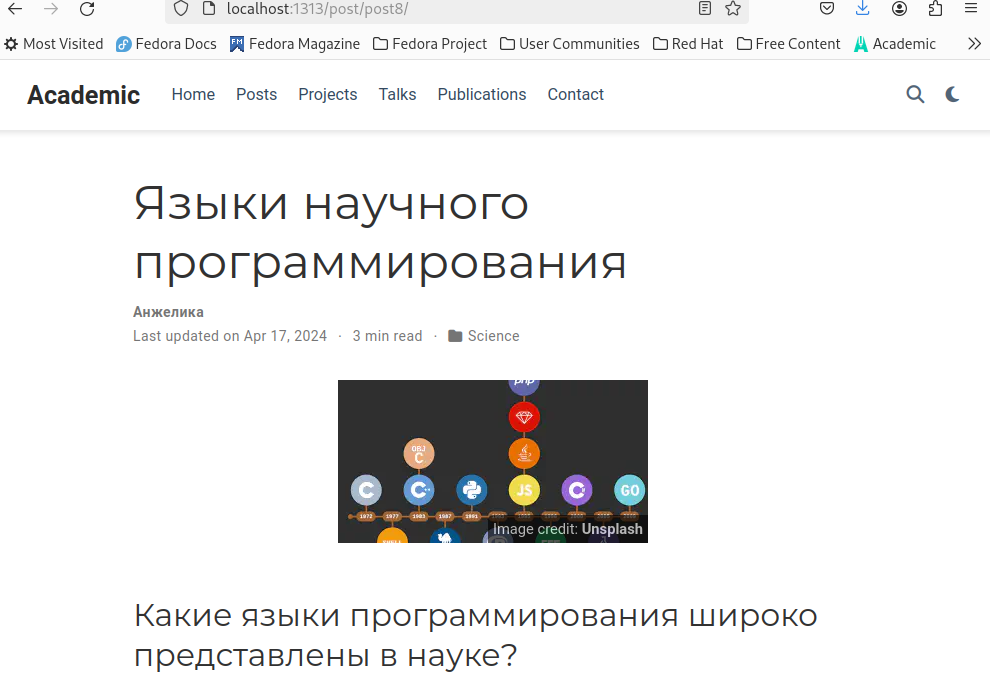 localhost:1313/post/post8/
Most Visited Fedora Docs Fedora Magazine Fedora Project User Communities Red Hat Free Content Academic
Academic Home Posts Projects Talks Publications Contact
Языки научного
программирования
Анжелика
Last updated on Apr 17, 2024 · 3 min read · Science
php
OBJ
C
C C++ JS C GO
1972 1977 1983 1987 1991
Image credit: Unsplash
Какие языки программирования широко
представлены в науке?